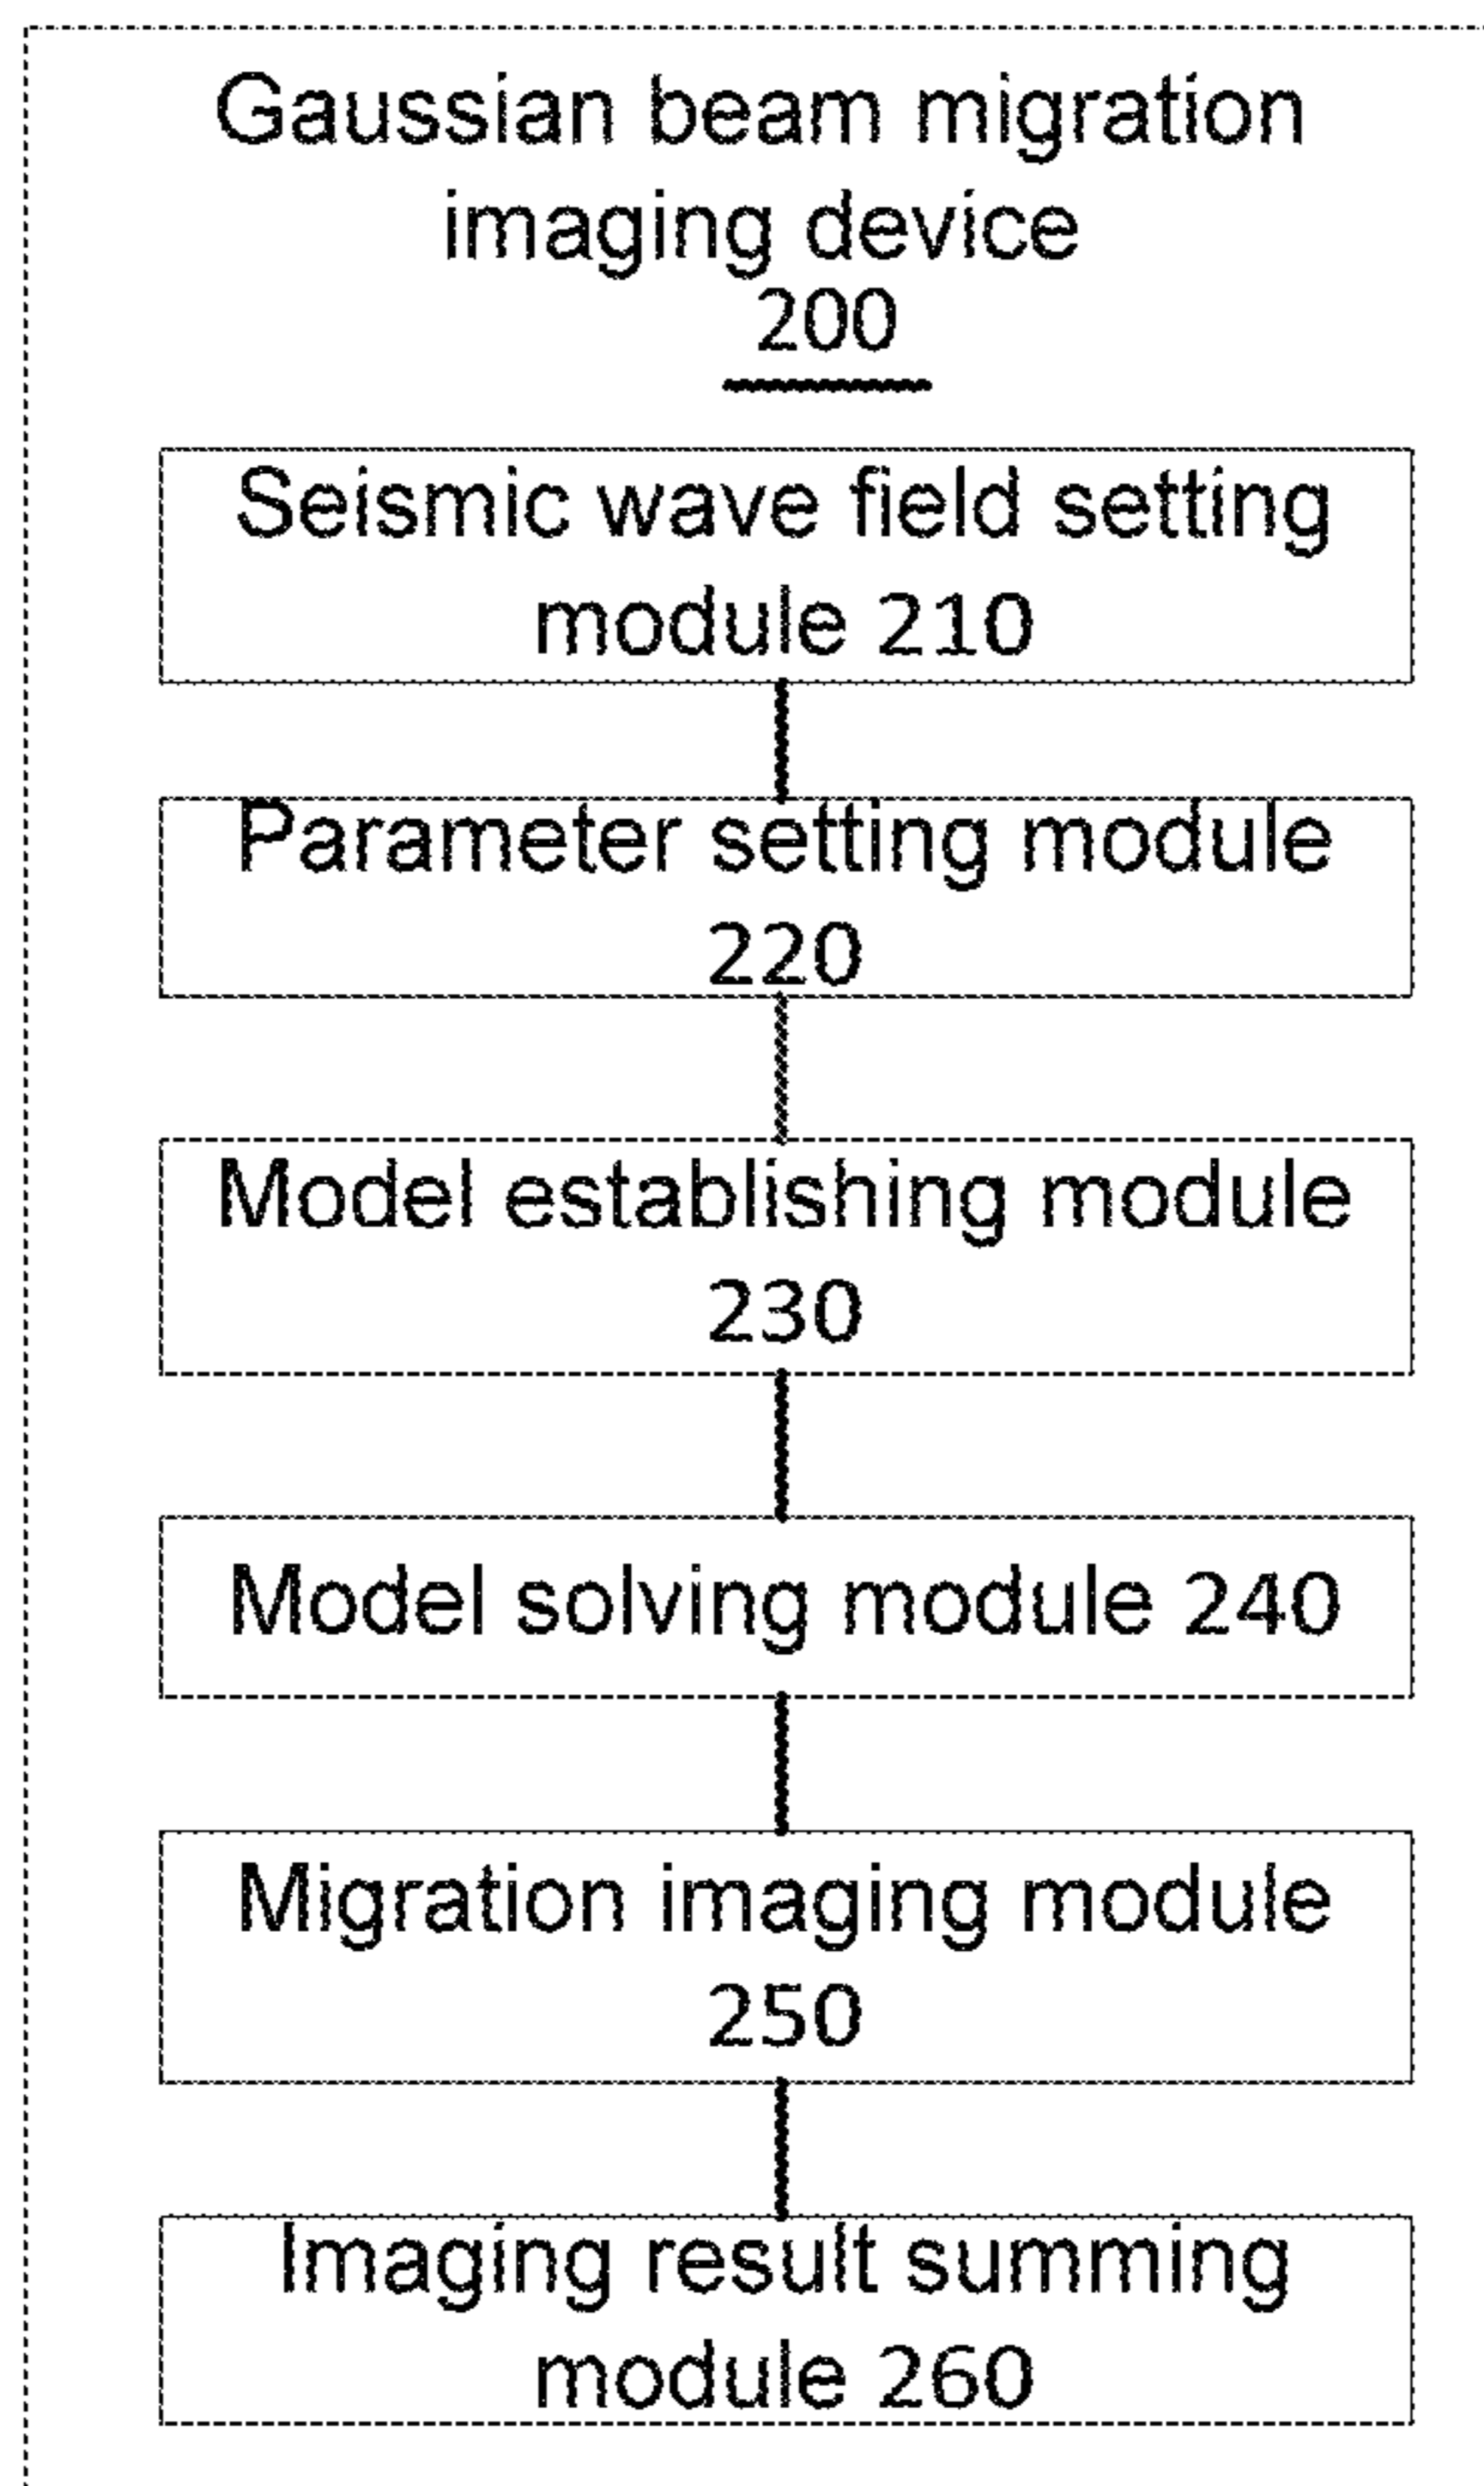 Gaussian beam migration
imaging device
200
Seismic wave field setting
module 210
Parameter setting module
220
Model establishing module
230
Model solving module 240
Migration imaging module
250
Imaging result summing
module 260